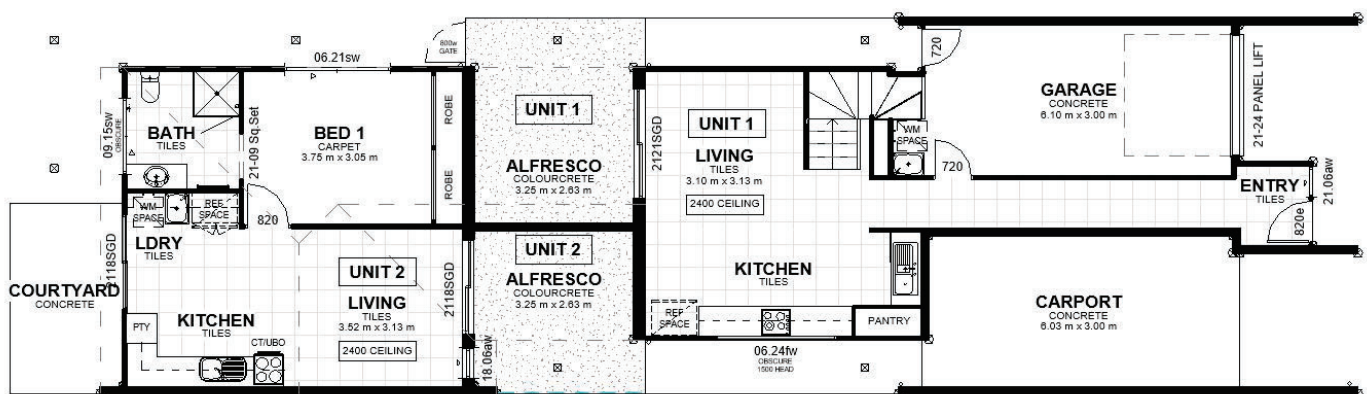 800w
GATE
06.21sw
09.15sw
OBSCURE
BATH
TILES
21-09 Sq.Set
BED 1
CARPET
3.75 m x 3.05 m
ROBE
ROBE
820
WM
SPACE
REF
SPACE
LDRY
TILES
2118SGD
COURTYARD
CONCRETE
PTY
KITCHEN
TILES
CT/UBO
UNIT 2
LIVING
TILES
3.52 m x 3.13 m
2400 CEILING
2118SGD
18.06aw
UNIT 1
ALFRESCO
COLOURCRETE
3.25 m x 2.63 m
UNIT 2
ALFRESCO
COLOURCRETE
3.25 m x 2.63 m
2121SGD
UNIT 1
LIVING
TILES
3.10 m x 3.13 m
2400 CEILING
KITCHEN
TILES
REF
SPACE
PANTRY
06.24fw
OBSCURE
1500 HEAD
WM
SPACE
720
720
GARAGE
CONCRETE
6.10 m x 3.00 m
21-24 PANEL LIFT
ENTRY
TILES
21.06aw
820e
CARPORT
CONCRETE
6.03 m x 3.00 m